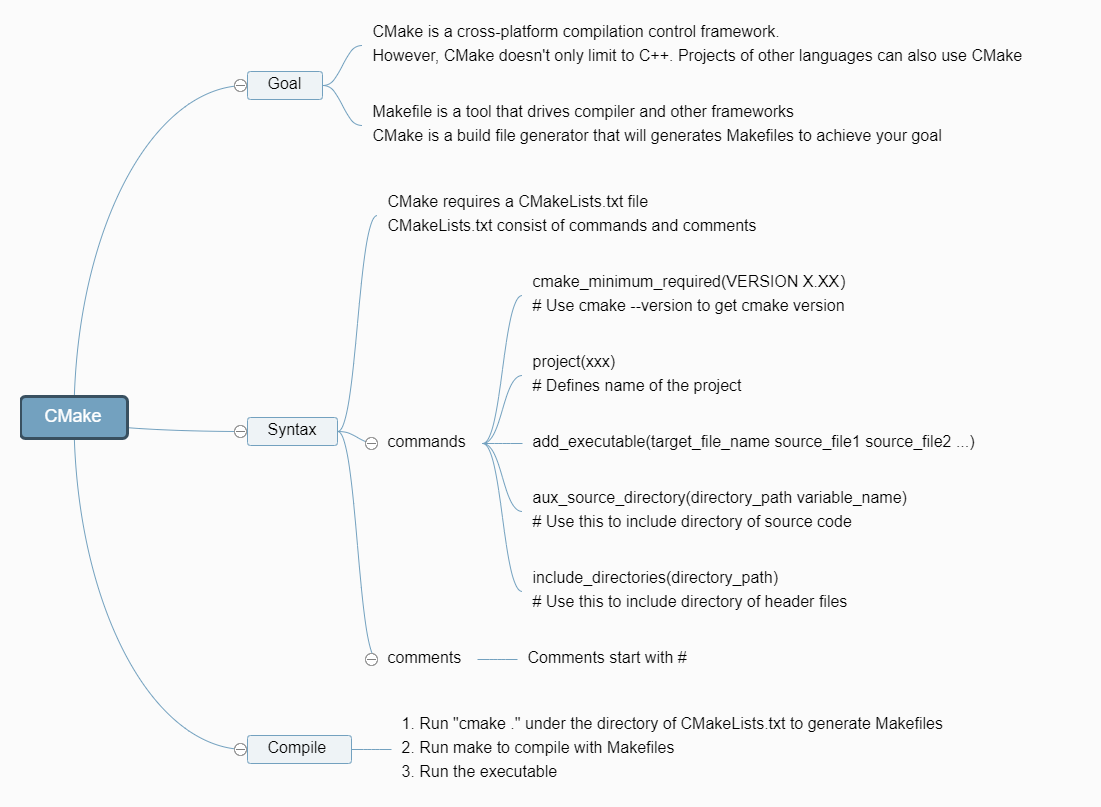 CMake is a cross-platform compilation control framework.
However, CMake doesn't only limit to C++. Projects of other languages can also use CMake
Goal
Makefile is a tool that drives compiler and other frameworks
CMake is a build file generator that will generates Makefiles to achieve your goal
CMake requires a CMakeLists.txt file
CMakeLists.txt consist of commands and comments
cmake_minimum_required(VERSION X.XX)
# Use cmake --version to get cmake version
project(xxx)
# Defines name of the project
CMake
Syntax
commands
add_executable(target_file_name source_file1 source_file2 ...)
aux_source_directory(directory_path variable_name)
# Use this to include directory of source code
include_directories(directory_path)
# Use this to include directory of header files
comments
Comments start with #
Compile
1. Run "cmake ." under the directory of CMakeLists.txt to generate Makefiles
2. Run make to compile with Makefiles
3. Run the executable